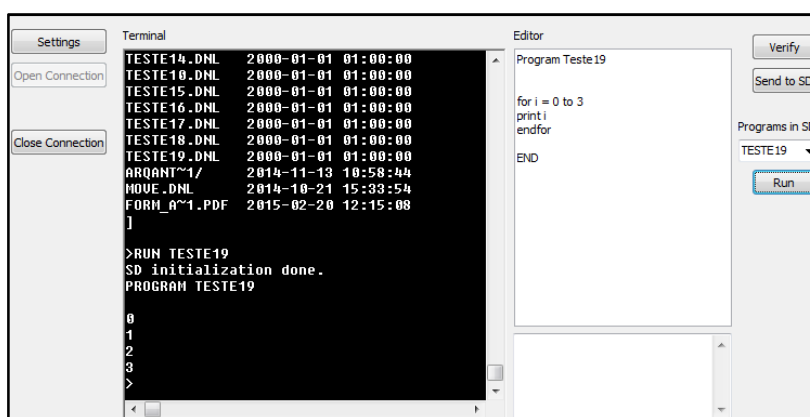 Settings
Open Connection
Close Connection
Terminal
TESTE14.DNL 2000-01-01 01:00:00
TESTE10.DNL 2000-01-01 01:00:00
TESTE15.DNL 2000-01-01 01:00:00
TESTE16.DNL 2000-01-01 01:00:00
TESTE17.DNL 2000-01-01 01:00:00
TESTE18.DNL 2000-01-01 01:00:00
TESTE19.DNL 2000-01-01 01:00:00
ARQANT~1/ 2014-11-13 10:58:44
MOVE.DNL 2014-10-21 15:33:54
FORM_A~1.PDF 2015-02-20 12:15:08
]
>RUN TESTE19
SD initialization done.
PROGRAM TESTE19
0
1
2
3
>
Editor
Program Teste19
for i = 0 to 3
print i
endfor
END
Verify
Send to SD
Programs in S
TESTE19
Run